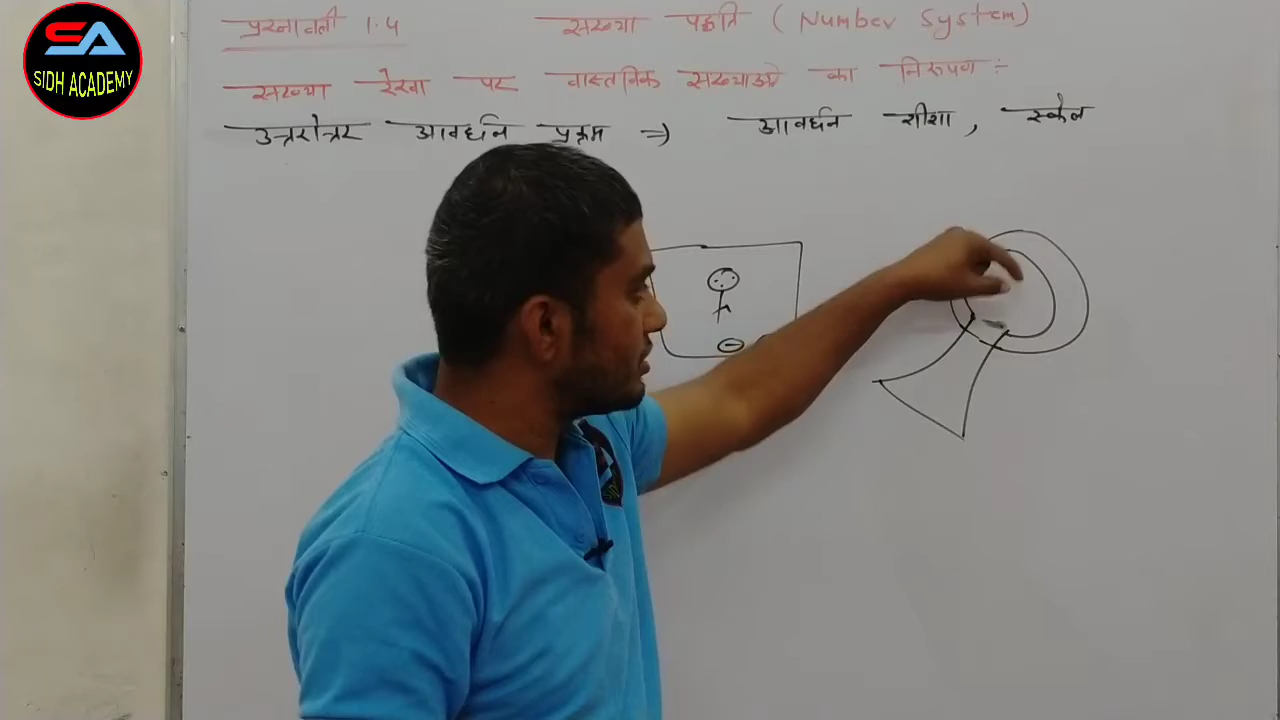 SA
SIDH ACADEMY
प्रश्नावली 1.4 संख्या पद्धति (Number System)
संख्या रेखा पर वास्तविक संख्याओं का निरूपण ÷
उत्तरोत्तर आवर्धन प्रक्रम => आवर्धन शीशा, स्केल